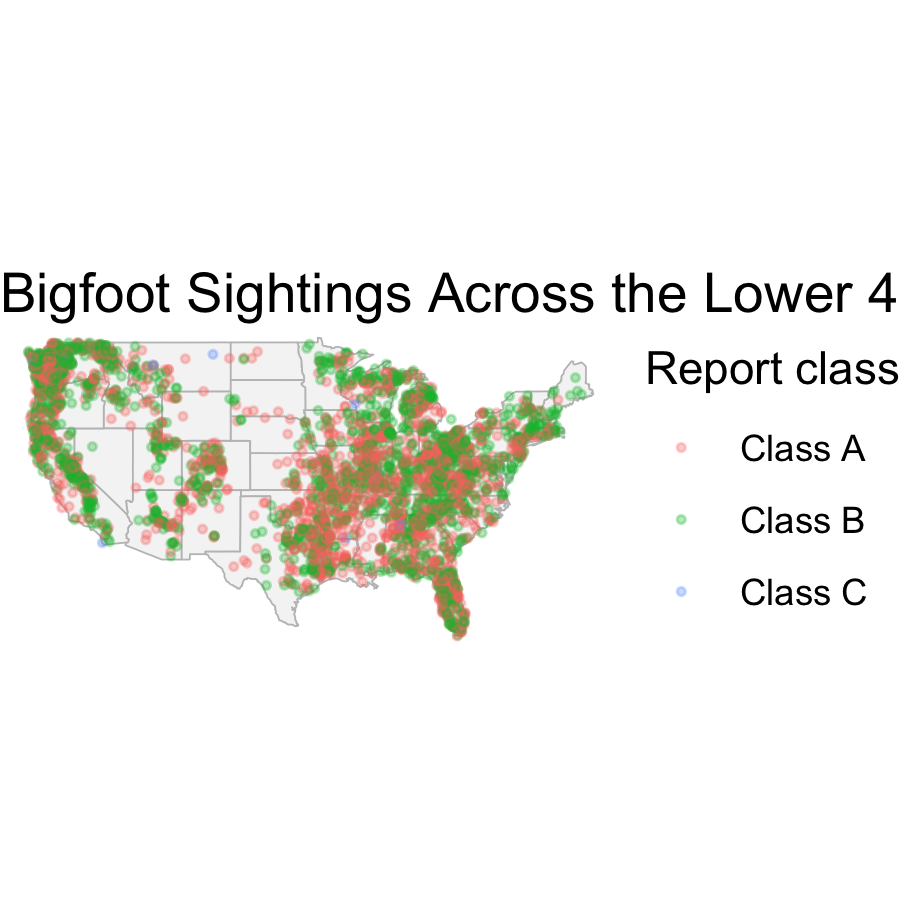 Bigfoot Sightings Across the Lower 4
Report class
Class A
Class B
Class C